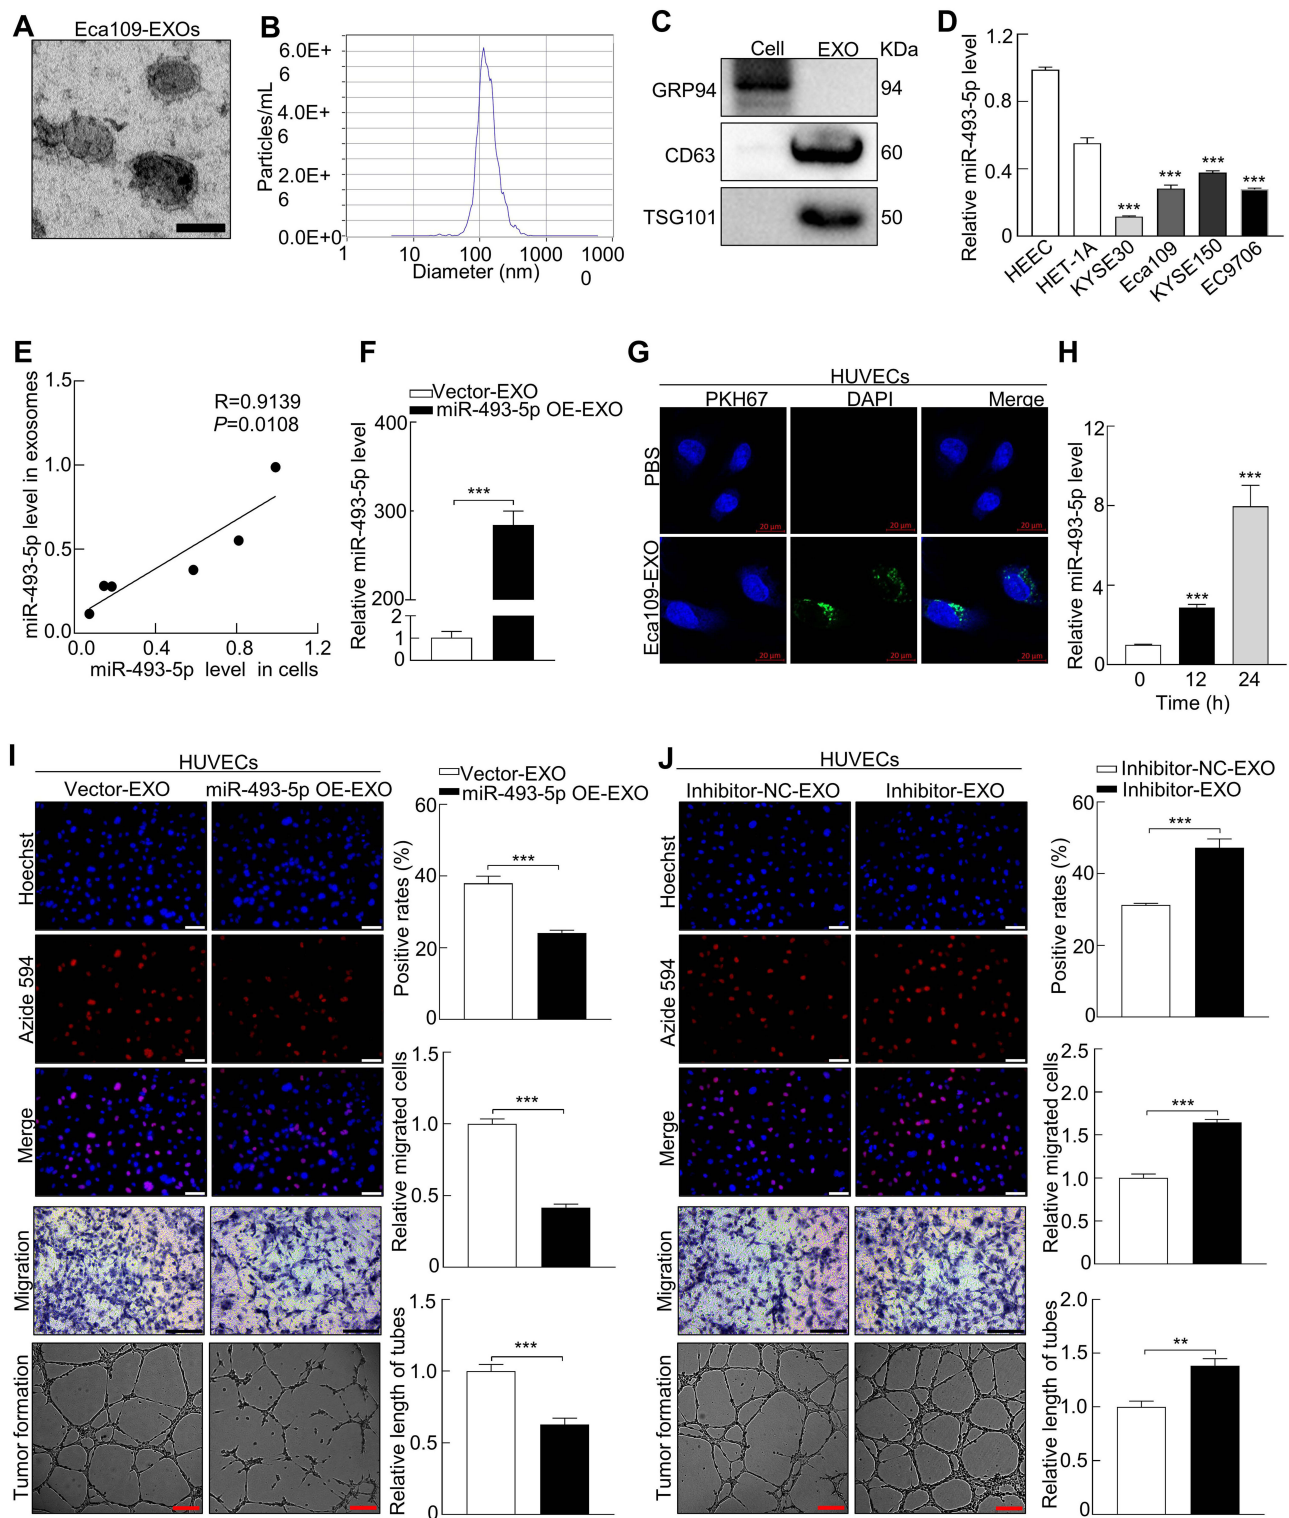 A
Eca109-EXOs
B
Particles/mL
6.0E+
6
4.0E+
6
2.0E+
6
0.0E+0
1
10
100
1000
1000
0
Diameter (nm)
C
Cell
EXO
KDa
GRP94
94
CD63
60
TSG101
50
D
Relative miR-493-5p level
1.2
0.8
0.4
0
***
***
***
***
HEEC
HET-1A
KYSE30
Eca109
KYSE150
EC9706
E
miR-493-5p level in exosomes
1.5
1.0
0.5
0.0
R=0.9139
P=0.0108
0.0
0.4
0.8
1.2
miR-493-5p level in cells
F
Vector-EXO
miR-493-5p OE-EXO
Relative miR-493-5p level
400
300
200
2
1
0
***
G
HUVECs
PKH67
DAPI
Merge
PBS
20 μm
20 μm
20 μm
Eca109-EXO
20 μm
20 μm
20 μm
H
Relative miR-493-5p level
12
8
4
0
***
***
0
12
24
Time (h)
I
HUVECs
Vector-EXO
miR-493-5p OE-EXO
Hoechst
Azide 594
Merge
Migration
Tumor formation
Vector-EXO
miR-493-5p OE-EXO
Positive rates (%)
60
40
20
0
***
Relative migrated cells
1.5
1.0
0.5
0
***
Relative length of tubes
1.5
1.0
0.5
0
***
J
HUVECs
Inhibitor-NC-EXO
Inhibitor-EXO
Hoechst
Azide 594
Merge
Migration
Tumor formation
Inhibitor-NC-EXO
Inhibitor-EXO
Positive rates (%)
60
40
20
0
***
Relative migrated cells
2.5
2.0
1.5
1.0
0.5
0
***
Relative length of tubes
2.0
1.5
1.0
0.5
0
**